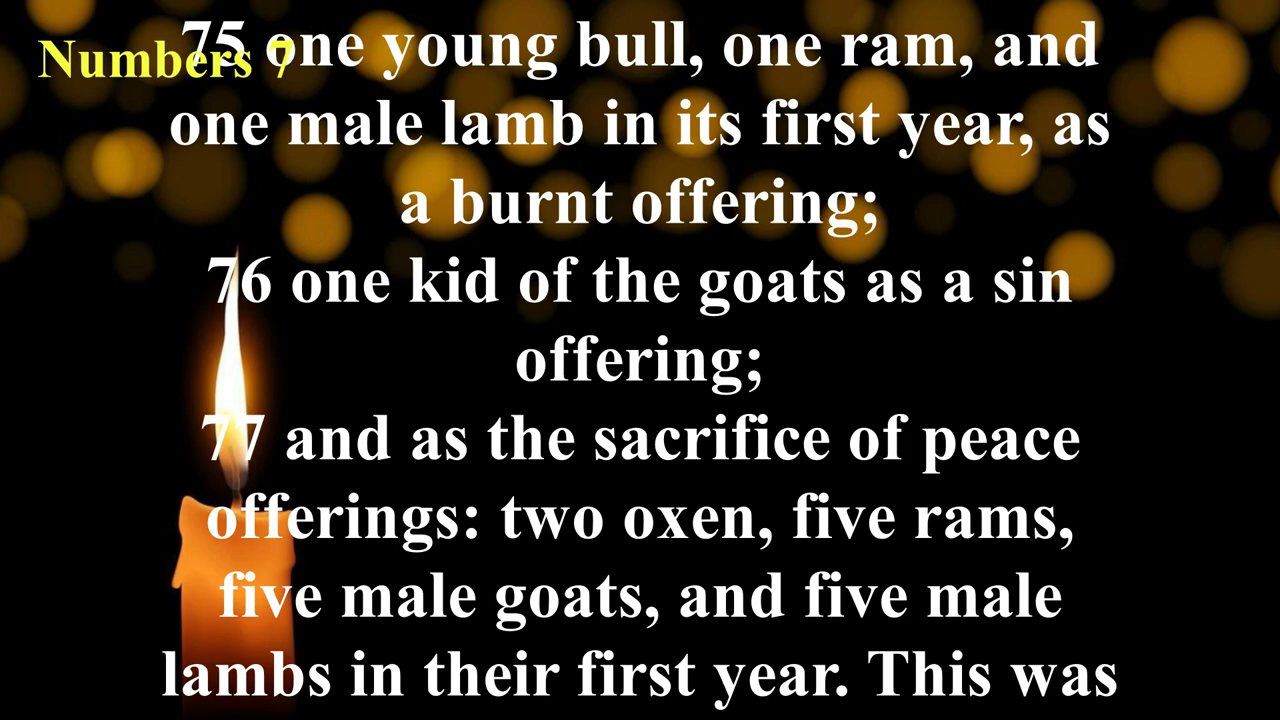 Numbers 7
75 one young bull, one ram, and
one male lamb in its first year, as
a burnt offering;
76 one kid of the goats as a sin
offering;
77 and as the sacrifice of peace
offerings: two oxen, five rams,
five male goats, and five male
lambs in their first year. This was